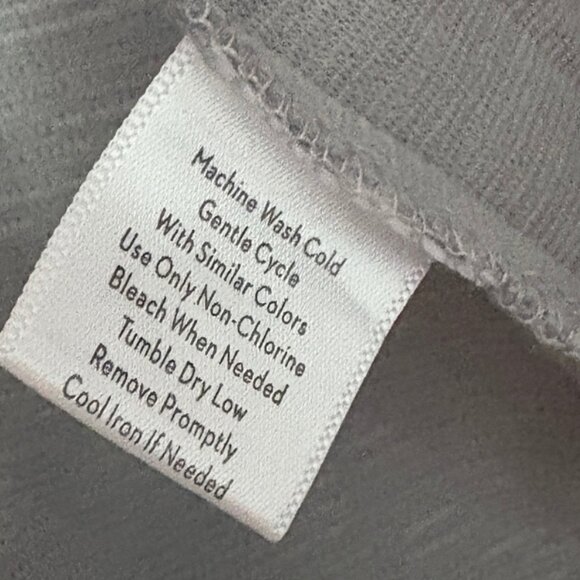 Machine Wash Cold
Gentle Cycle
With Similar Colors
Use Only Non-Chlorine
Bleach When Needed
Tumble Dry Low
Remove Promptly
Cool Iron If Needed